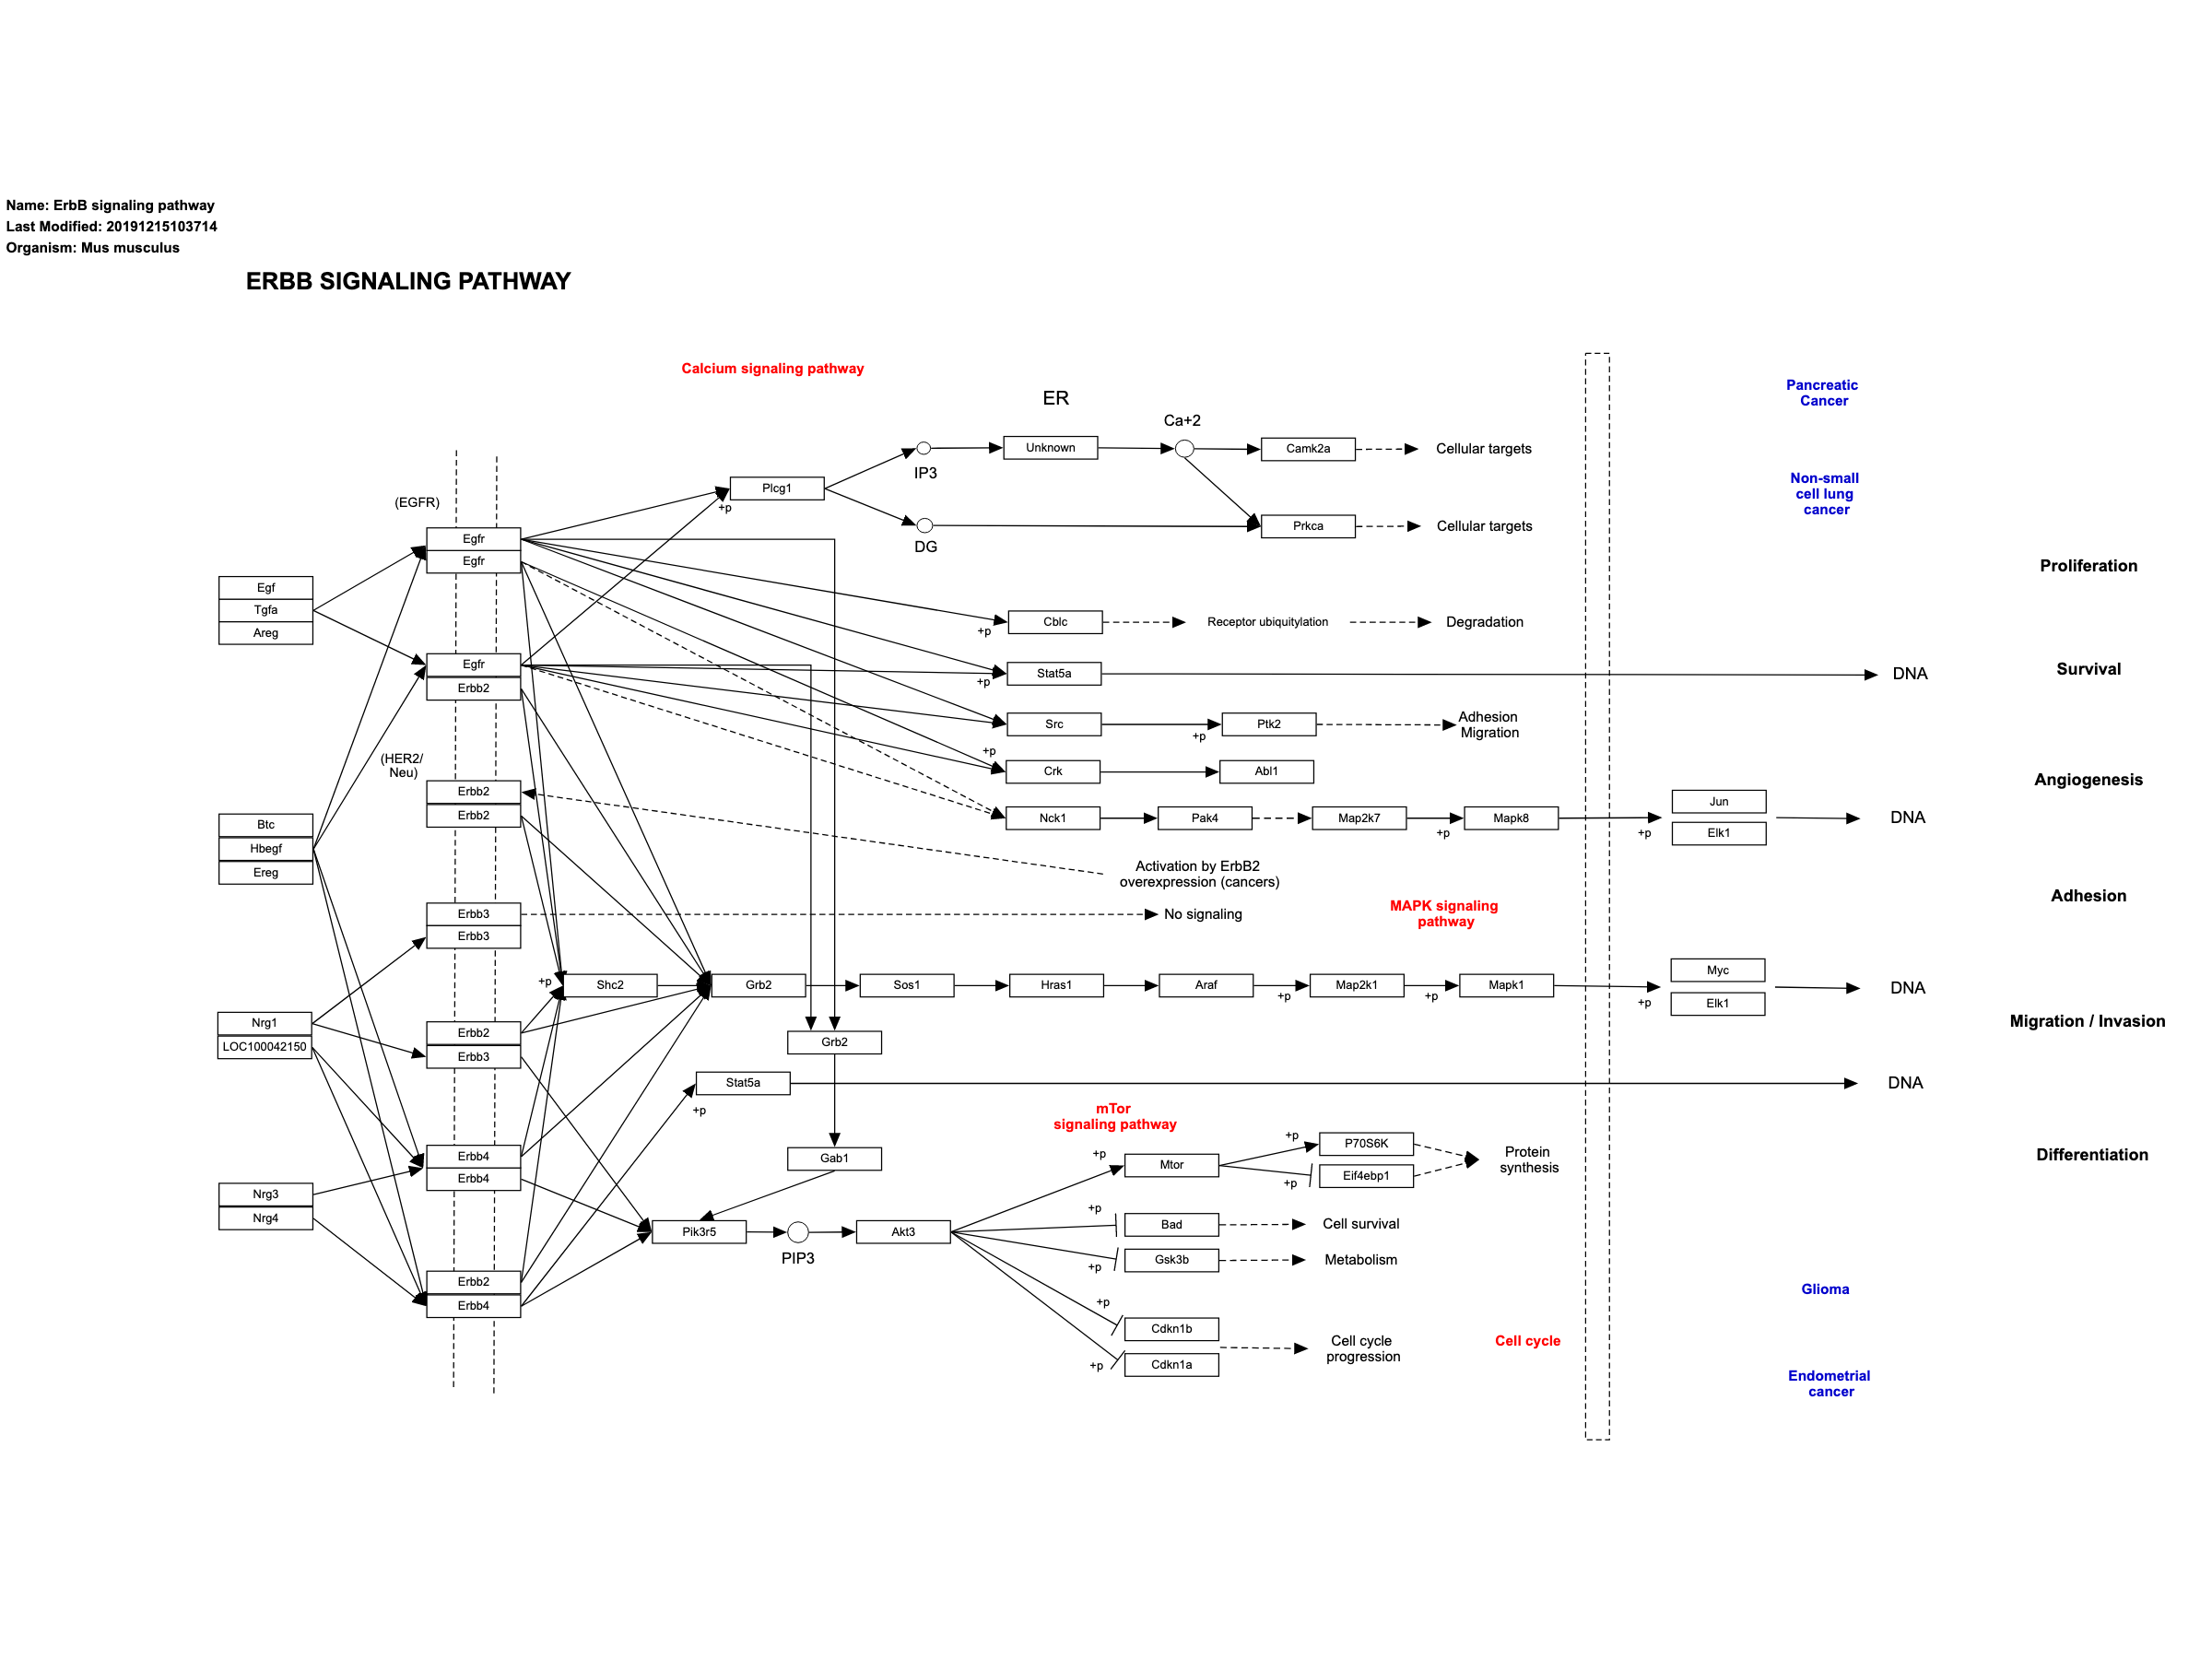 Name: ErbB signaling pathway
Last Modified: 20191215103714
Organism: Mus musculus
ERBB SIGNALING PATHWAY
Calcium signaling pathway
ER
Ca+2
Unknown
Camk2a
Cellular targets
IP3
Plcg1
+p
Prkca
Cellular targets
DG
(EGFR)
Egfr
Egfr
Egf
Tgfa
Areg
Cblc
+p
Receptor ubiquitylation
Degradation
Egfr
Erbb2
Stat5a
+p
DNA
Src
+p
Ptk2
Adhesion
Migration
(HER2/
Neu)
+p
Crk
Abl1
Erbb2
Erbb2
Nck1
Pak4
Map2k7
+p
Mapk8
+p
Jun
Elk1
DNA
Btc
Hbegf
Ereg
Activation by ErbB2
overexpression (cancers)
Erbb3
Erbb3
No signaling
MAPK signaling
pathway
+p
Shc2
Grb2
Sos1
Hras1
Araf
+p
Map2k1
+p
Mapk1
+p
Myc
Elk1
DNA
Nrg1
LOC100042150
Erbb2
Erbb3
Grb2
Stat5a
+p
DNA
mTor
signaling pathway
Erbb4
Erbb4
Gab1
+p
Mtor
+p
P70S6K
+p
Eif4ebp1
Protein
synthesis
Nrg3
Nrg4
Pik3r5
PIP3
Akt3
+p
Bad
Cell survival
+p
Gsk3b
Metabolism
Erbb2
Erbb4
+p
Cdkn1b
+p
Cdkn1a
Cell cycle
progression
Cell cycle
Pancreatic
Cancer
Non-small
cell lung
cancer
Glioma
Endometrial
cancer
Proliferation
Survival
Angiogenesis
Adhesion
Migration / Invasion
Differentiation